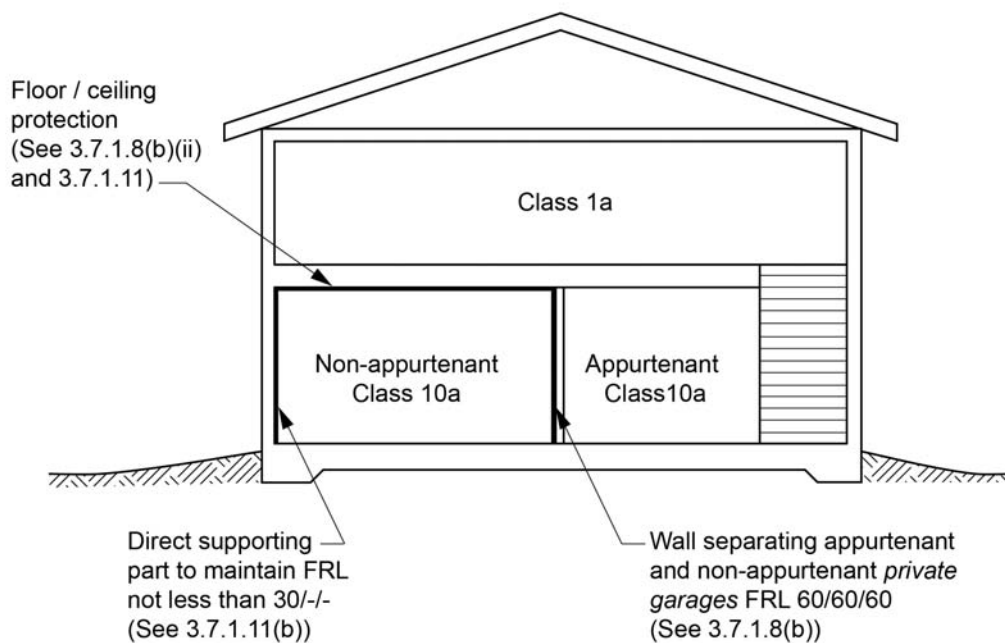 Floor / ceiling
protection
(See 3.7.1.8(b)(ii)
and 3.7.1.11)
Class 1a
Non-appurtenant
Class 10a
Appurtenant
Class10a
Direct supporting
part to maintain FRL
not less than 30/-/-
(See 3.7.1.11(b))
Wall separating appurtenant
and non-appurtenant private
garages FRL 60/60/60
(See 3.7.1.8(b))